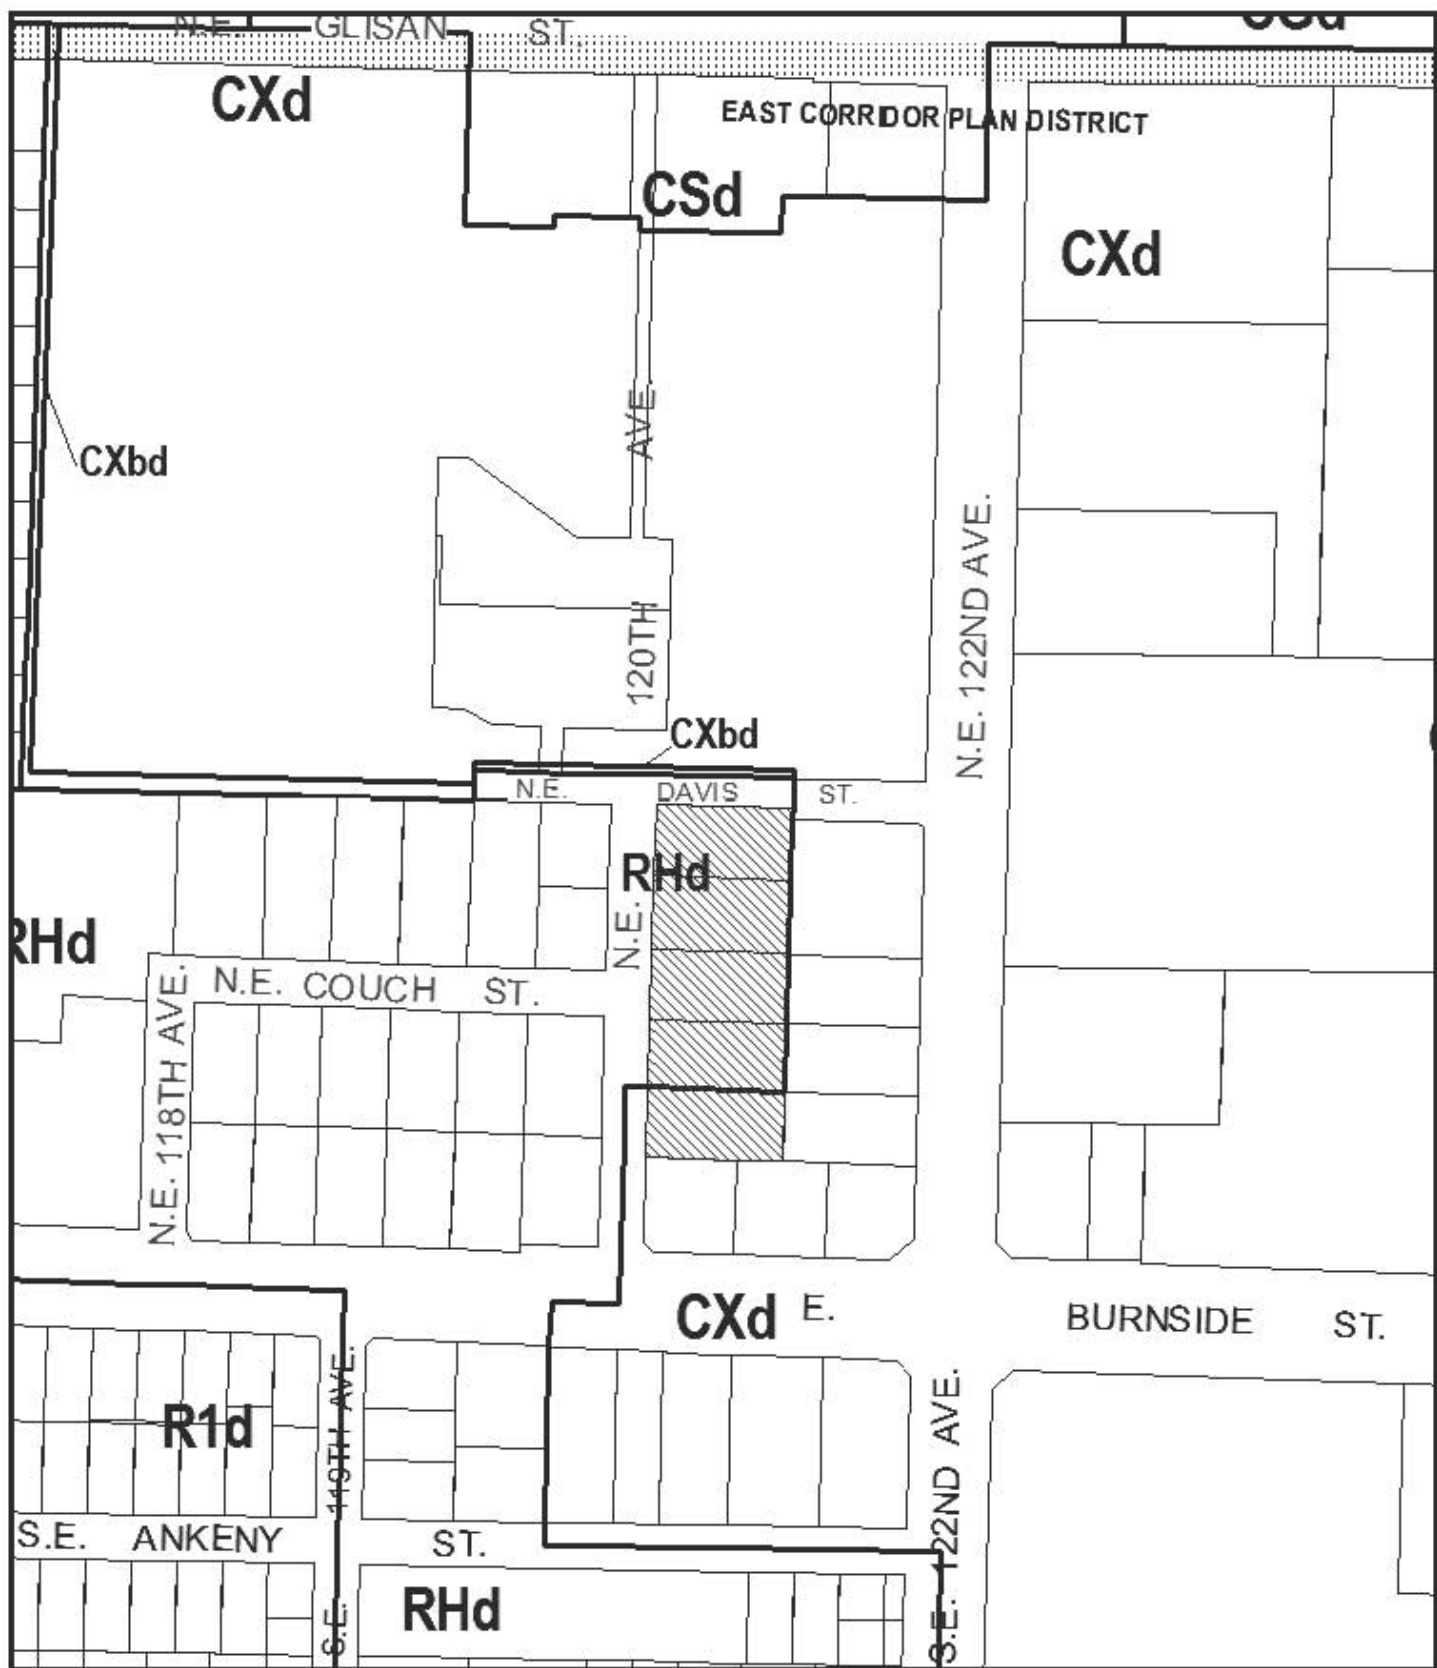 N.E. GLISAN ST.
CXd
EAST CORRIDOR PLAN DISTRICT
CSd
CXd
AVE.
CXbd
N.E. 122ND AVE.
120TH
CXbd
N.E. DAVIS ST.
RHd
N.E.
RHd
N.E. COUCH ST.
N.E. 118TH AVE.
CXd
E. BURNSIDE ST.
R1d
119TH AVE.
S.E. 122ND AVE.
S.E. ANKENY ST.
RHd
S.E.